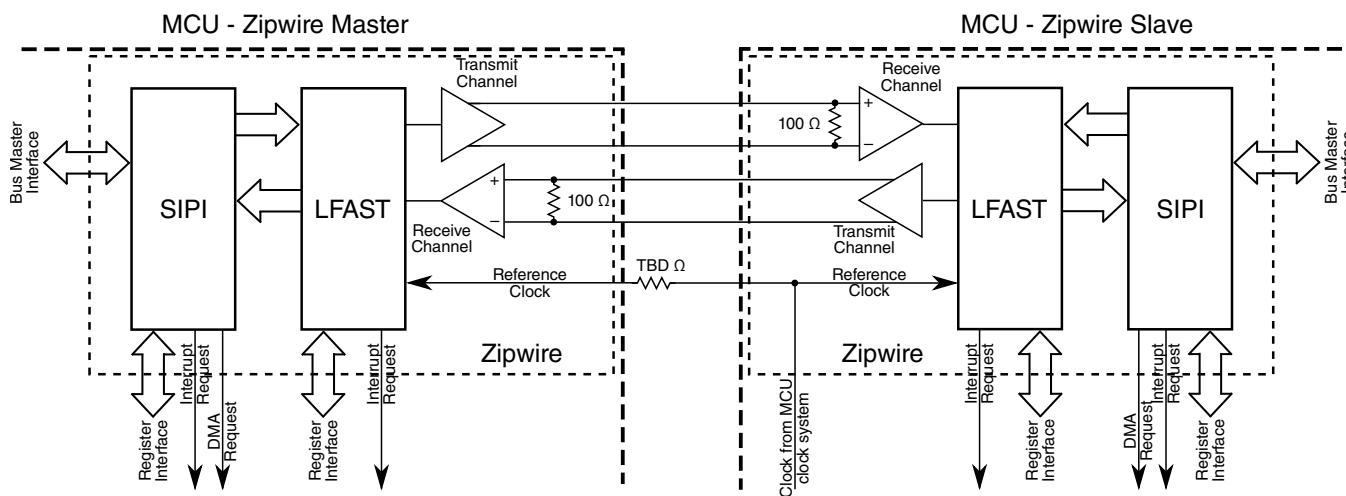 MCU - Zipwire Master
MCU - Zipwire Slave
Transmit
Channel
Receive
Channel
Bus Master
Interface
SIPI
LFAST
+
−
100 Ω
+
−
100 Ω
LFAST
SIPI
Bus Master
Interface
Receive
Channel
Transmit
Channel
Reference
Clock
TBD Ω
Reference
Clock
Zipwire
Zipwire
Register
Interface
Interrupt
Request
DMA
Request
Register
Interface
Interrupt
Request
Clock from MCU
clock system
Interrupt
Request
Register
Interface
DMA
Request
Interrupt
Request
Register
Interface